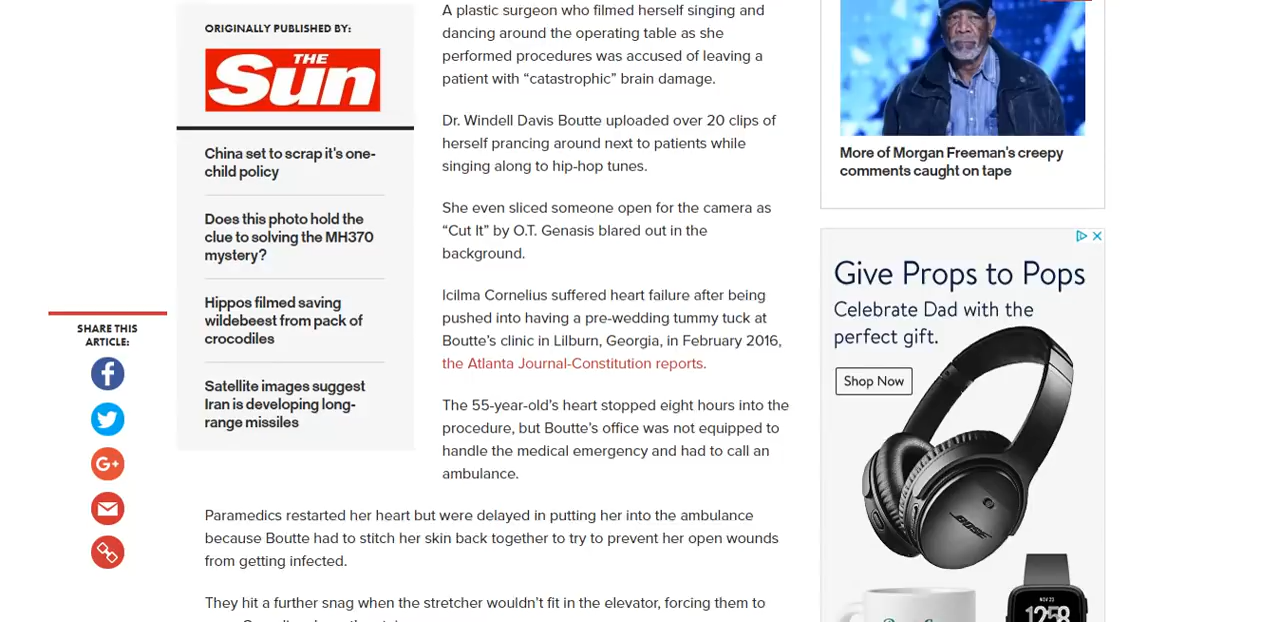 ORIGINALLY PUBLISHED BY:
THE
Sun
China set to scrap it's one-
child policy
Does this photo hold the
clue to solving the MH370
mystery?
Hippos filmed saving
wildebeest from pack of
crocodiles
Satellite images suggest
Iran is developing long-
range missiles
SHARE THIS
ARTICLE:
A plastic surgeon who filmed herself singing and
dancing around the operating table as she
performed procedures was accused of leaving a
patient with “catastrophic” brain damage.
Dr. Windell Davis Boutte uploaded over 20 clips of
herself prancing around next to patients while
singing along to hip-hop tunes.
She even sliced someone open for the camera as
“Cut It” by O.T. Genasis blared out in the
background.
Icilma Cornelius suffered heart failure after being
pushed into having a pre-wedding tummy tuck at
Boutte’s clinic in Lilburn, Georgia, in February 2016,
the Atlanta Journal-Constitution reports.
The 55-year-old’s heart stopped eight hours into the
procedure, but Boutte’s office was not equipped to
handle the medical emergency and had to call an
ambulance.
Paramedics restarted her heart but were delayed in putting her into the ambulance
because Boutte had to stitch her skin back together to try to prevent her open wounds
from getting infected.
They hit a further snag when the stretcher wouldn’t fit in the elevator, forcing them to
More of Morgan Freeman's creepy
comments caught on tape
Give Props to Pops
Celebrate Dad with the
perfect gift.
Shop Now
BOSE
NOV 23
12:58